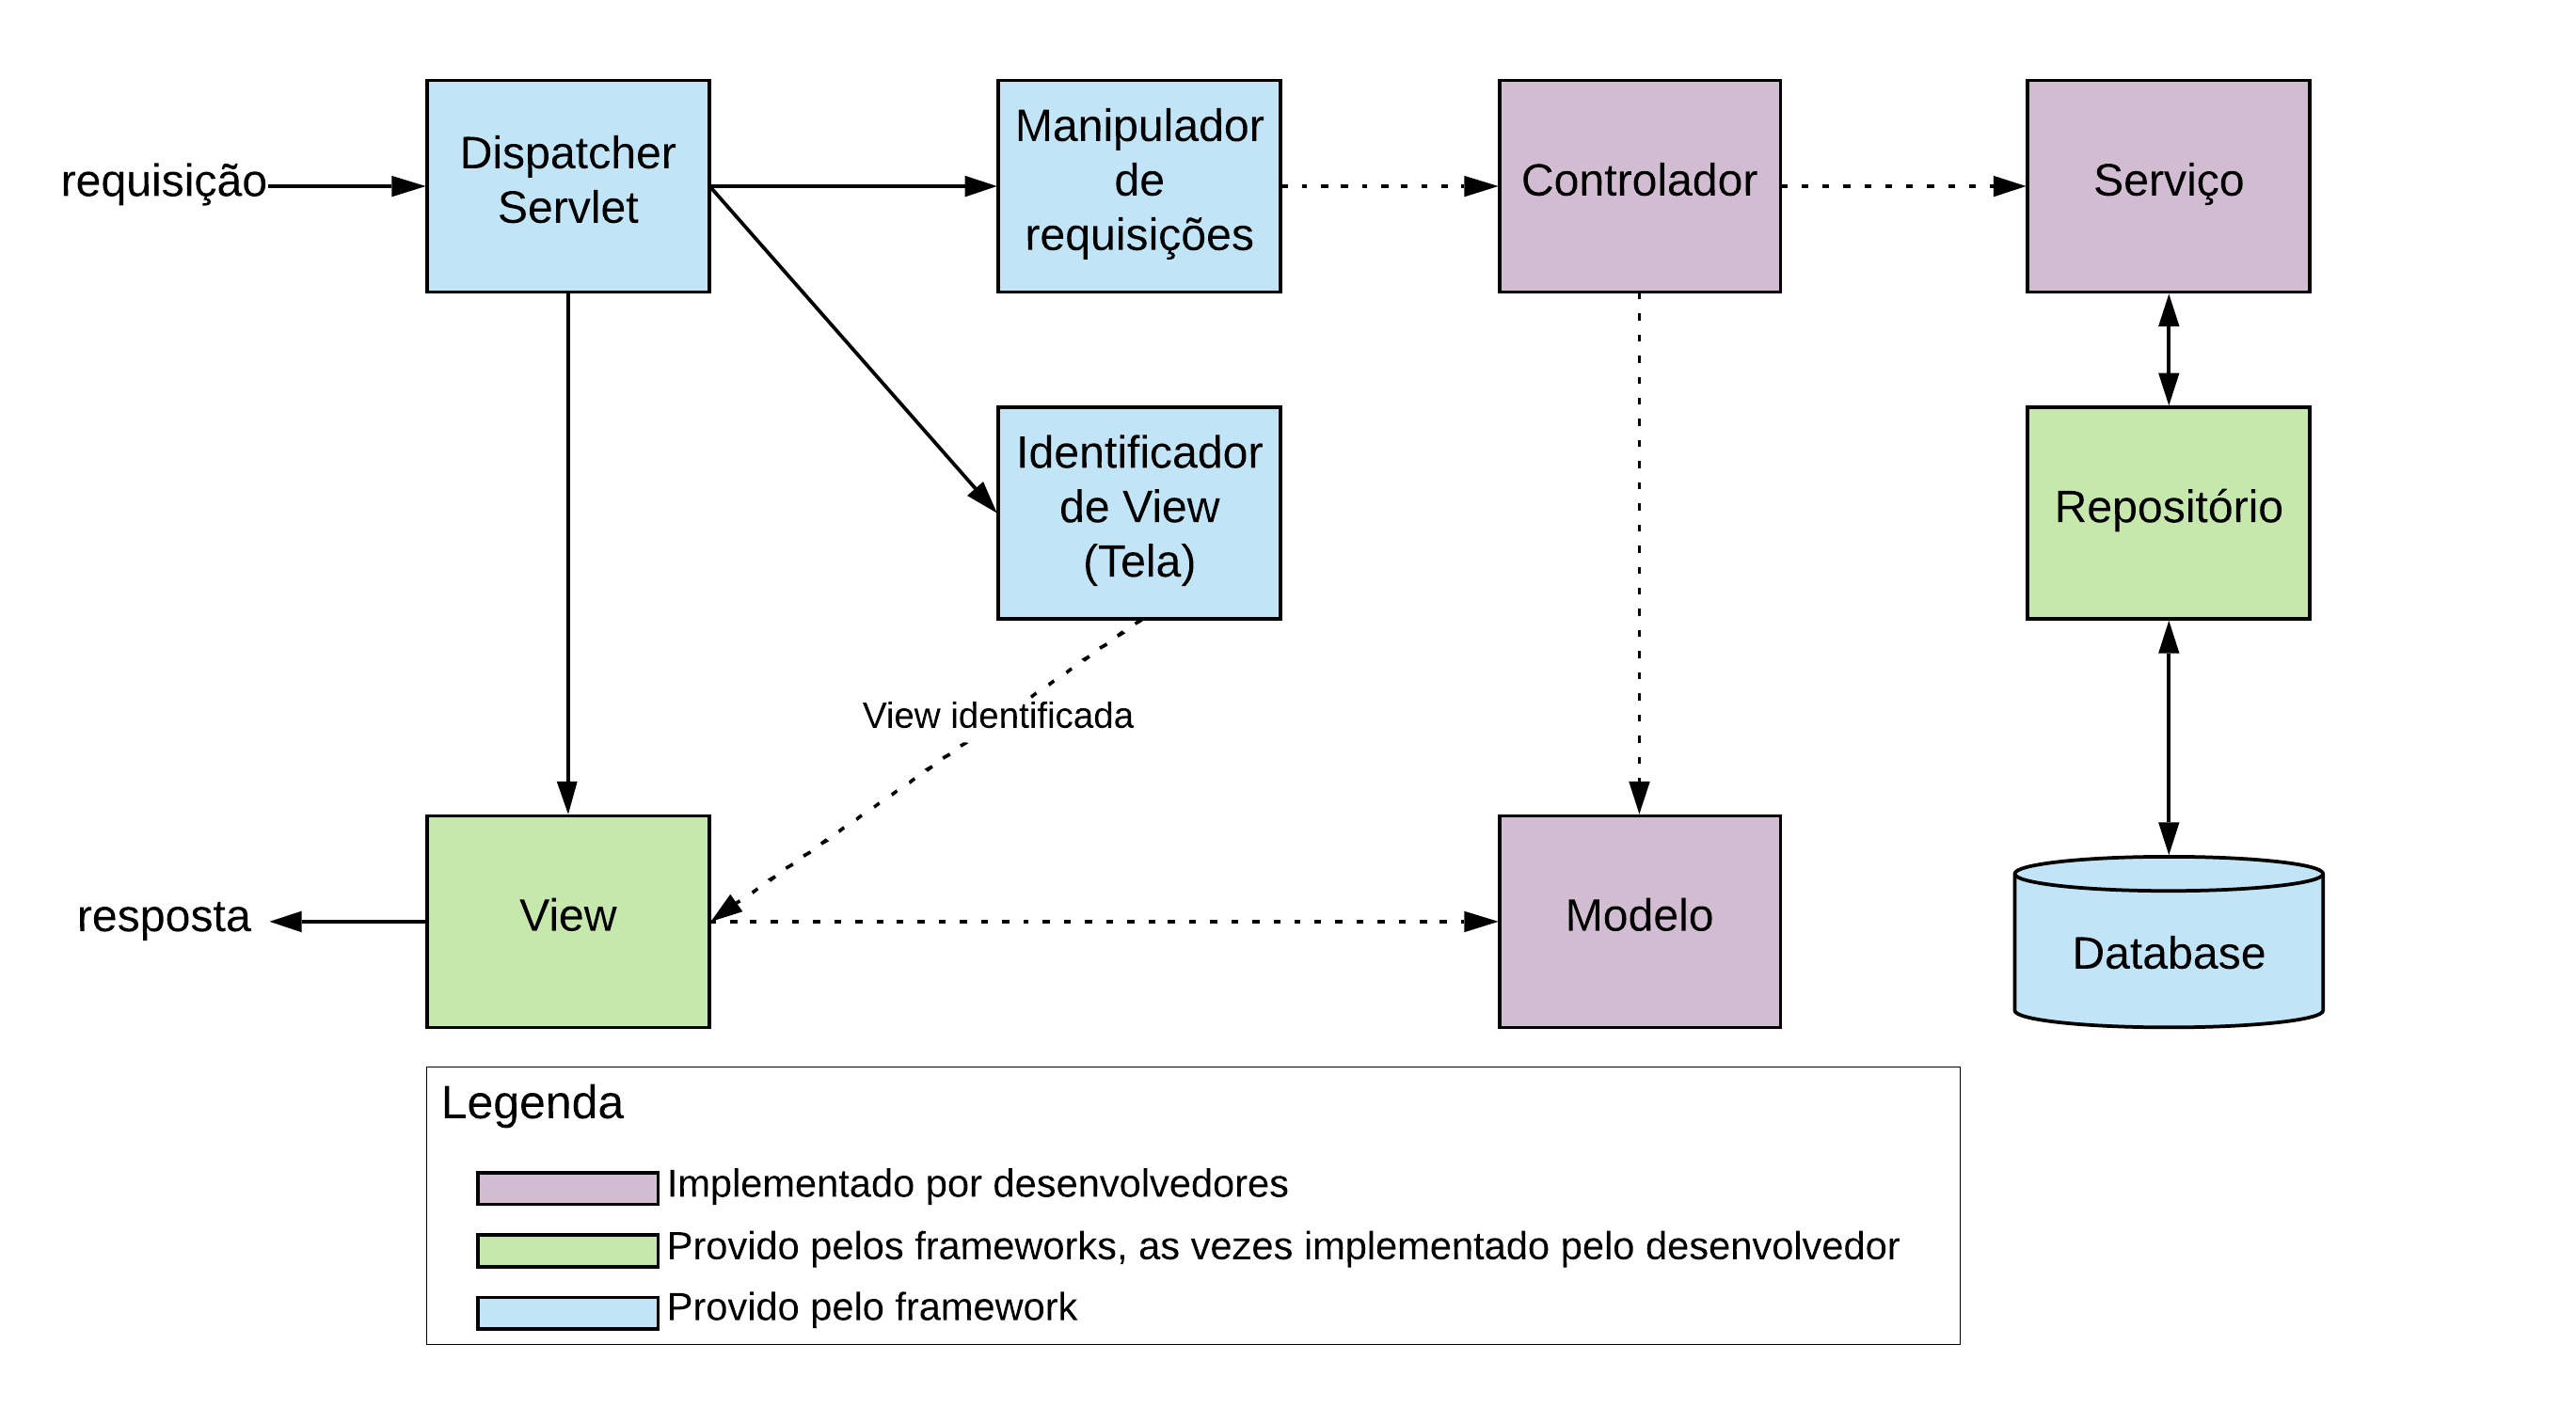 requisição
Dispatcher
Servlet
Manipulador
de
requisições
Controlador
Serviço
Identificador
de View
(Tela)
Repositório
View identificada
resposta
View
Modelo
Database
Legenda
Implementado por desenvolvedores
Provido pelos frameworks, as vezes implementado pelo desenvolvedor
Provido pelo framework